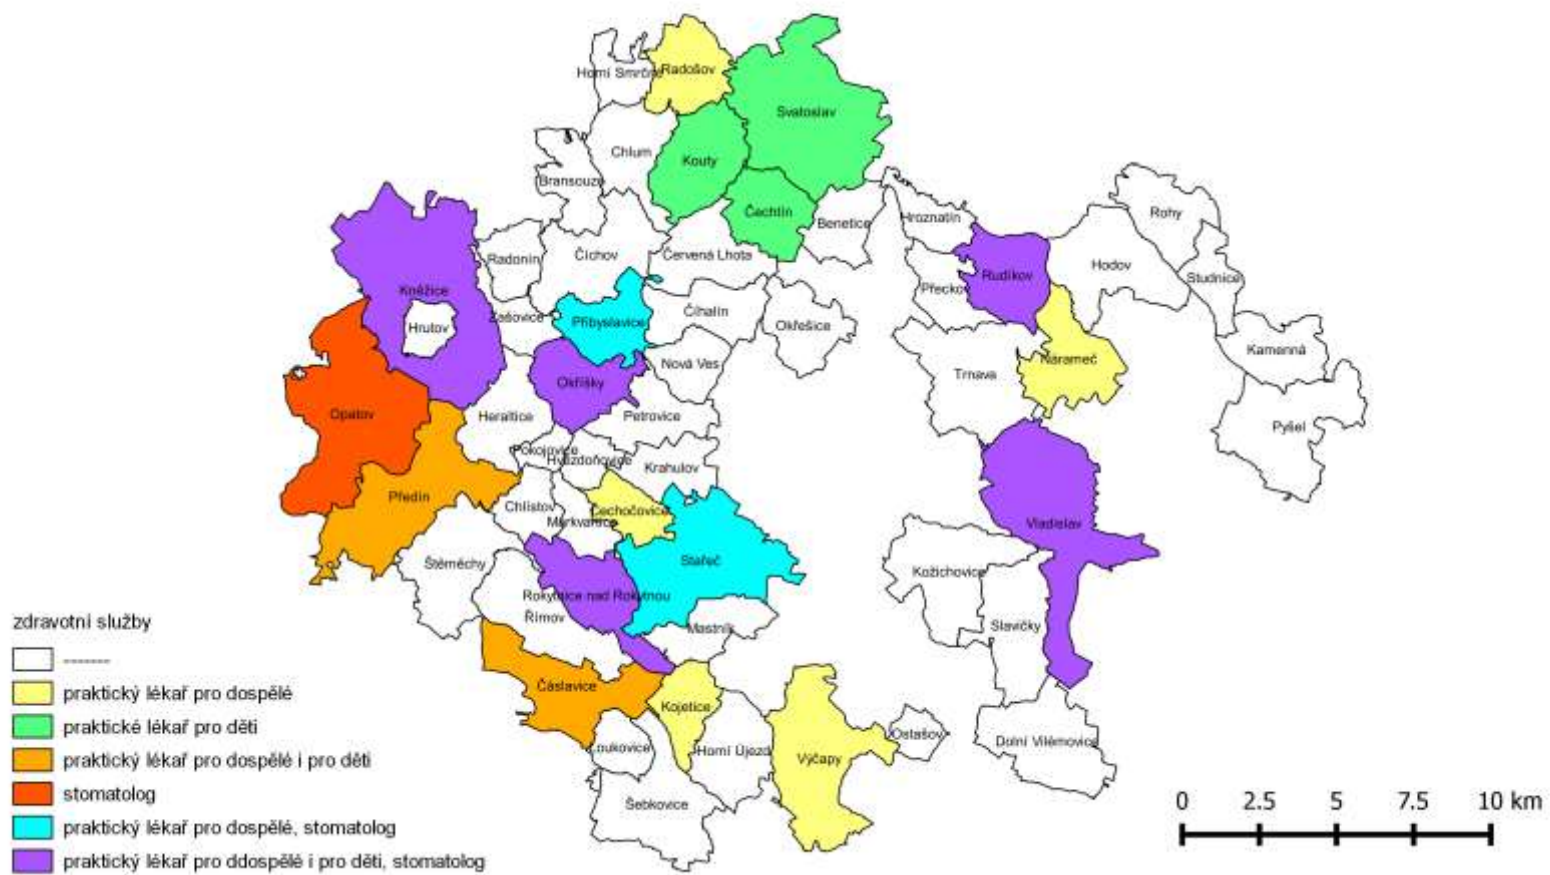 Horní Smrčné
Radošov
Svatoslav
Chlum
Kouty
Bransouze
Čechtín
Benetice
Hroznatín
Rohy
Radonín
Číchov
Červená Lhota
Rudíkov
Hodov
Studnice
Kněžice
Přeckov
Hrutov
Zašovice
Přibyslavice
Číhalín
Okřešice
Kamenná
Nová Ves
Trnava
Nárameč
Okříšky
Opatov
Heraltice
Petrovice
Pyšel
Pokojovice
Hvězdoňovice
Krahulov
Předín
Chlístov
Markvartice
Čechočovice
Vladislav
Štěměchy
Stařeč
Kožichovice
Rokytnice nad Rokytnou
Římov
Mastník
Slavičky
Čáslavice
Kojetice
Loukovice
Horní Újezd
Výčapy
Ostašov
Dolní Vilémovice
Šebkovice
zdravotní služby
-------
praktický lékař pro dospělé
praktické lékař pro děti
praktický lékař pro dospělé i pro děti
stomatolog
praktický lékař pro dospělé, stomatolog
praktický lékař pro ddospělé i pro děti, stomatolog
0 2.5 5 7.5 10 km